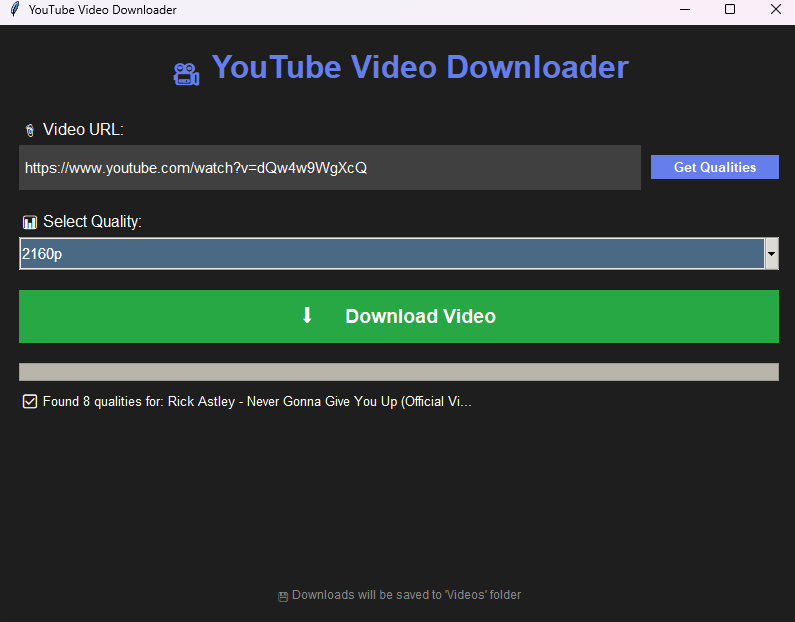 YouTube Video Downloader
YouTube Video Downloader
Video URL:
https://www.youtube.com/watch?v=dQw4w9WgXcQ
Get Qualities
Select Quality:
2160p
Download Video
Found 8 qualities for: Rick Astley - Never Gonna Give You Up (Official Vi...
Downloads will be saved to 'Videos' folder